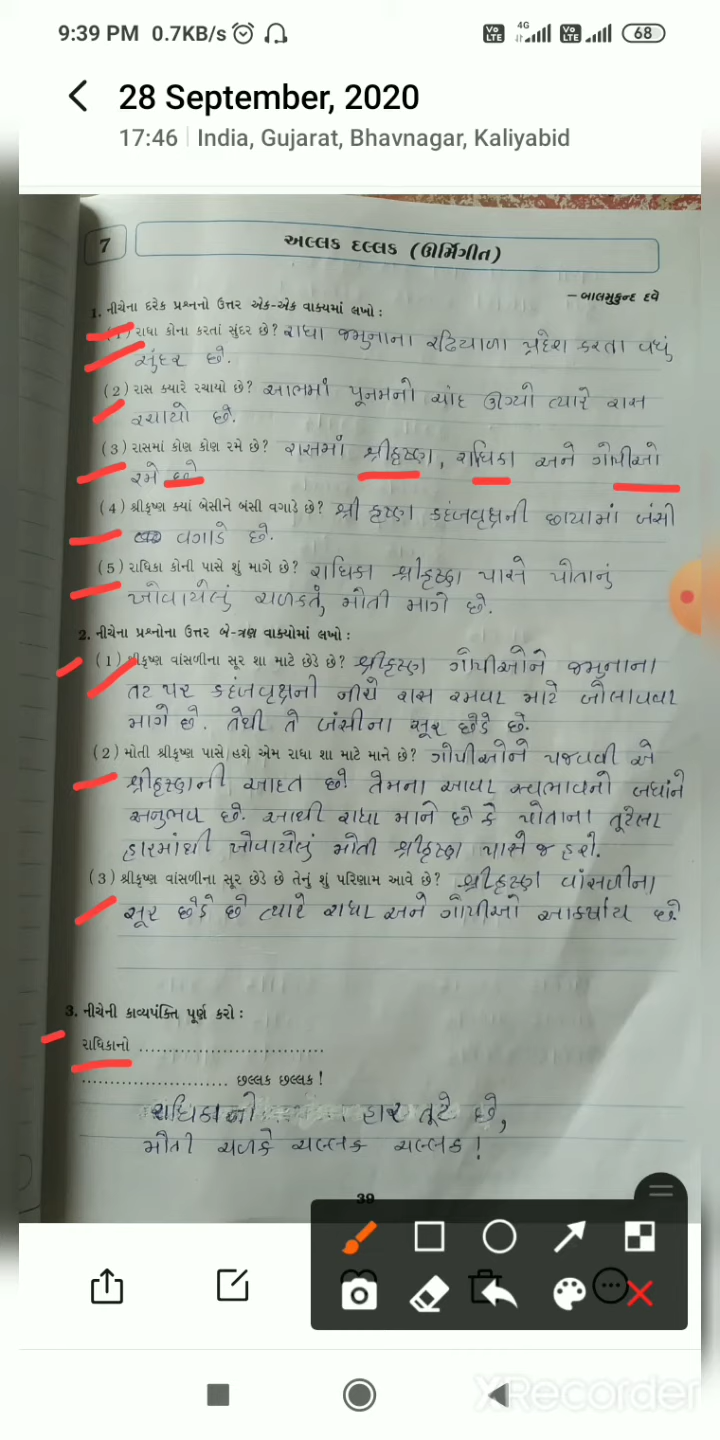 9:39 PM 0.7KB/s 4G 68
28 September, 2020
17:46 | India, Gujarat, Bhavnagar, Kaliyabid
7 અલ્લક દલ્લક (ઊર્મિગીત)
– બાલમુકુન્દ દવે
1. નીચેના દરેક પ્રશ્નનો ઉત્તર એક-એક વાક્યમાં લખો :
(1) રાધા કોના કરતાં સુંદર છે? રાધા જમુનાના રઢિયાળા પ્રદેશ કરતા વધું
સુંદર છે.
(2) રાસ ક્યારે રચાયો છે? આભમાં પૂનમનો ચાંદ ઊગ્યો ત્યારે રાસ
રચાયો છે.
(3) રાસમાં કોણ કોણ રમે છે? રાસમાં શ્રીકૃષ્ણ, રાધિકા અને ગોપીઓ
રમે છે
(4) શ્રીકૃષ્ણ ક્યાં બેસીને બંસી વગાડે છે? શ્રી કૃષ્ણ કદંબવૃક્ષની છાયામાં બંસી
વગાડે છે.
(5) રાધિકા કોની પાસે શું માગે છે? રાધિકા શ્રીકૃષ્ણ પાસે પોતાનું
ખોવાયેલું ચળકતું મોતી માગે છે.
2. નીચેના પ્રશ્નોના ઉત્તર બે-ત્રણ વાક્યોમાં લખો :
(1) શ્રીકૃષ્ણ વાંસળીના સૂર શા માટે છેડે છે? શ્રીકૃષ્ણ ગોપીઓને જમુનાના
તટ પર કદંબવૃક્ષની નીચે રાસ રમવા માટે બોલાવવા
માગે છે. તેથી તે બંસીના સૂર છેડે છે.
(2) મોતી શ્રીકૃષ્ણ પાસે હશે એમ રાધા શા માટે માને છે? ગોપીઓને પજવવી એ
શ્રીકૃષ્ણની આદત છે. તેમના આવા સ્વભાવનો બધાંને
અનુભવ છે. આથી રાધા માને છે કે પોતાના તૂટેલા
હારમાંથી ખોવાયેલું મોતી શ્રીકૃષ્ણ પાસે જ હશે.
(3) શ્રીકૃષ્ણ વાંસળીના સૂર છેડે છે તેનું શું પરિણામ આવે છે? શ્રીકૃષ્ણ વાંસળીના
સૂર છેડે છે ત્યારે રાધા અને ગોપીઓ આકર્ષાય છે
3. નીચેની કાવ્યપંક્તિ પૂર્ણ કરો :
રાધિકાનો ................................
......................... છલ્લક છલ્લક !
રાધિકાનો હાર તૂટે છે,
મોતી ચળકે ચલ્લક ચલ્લક !
39
XRecorder